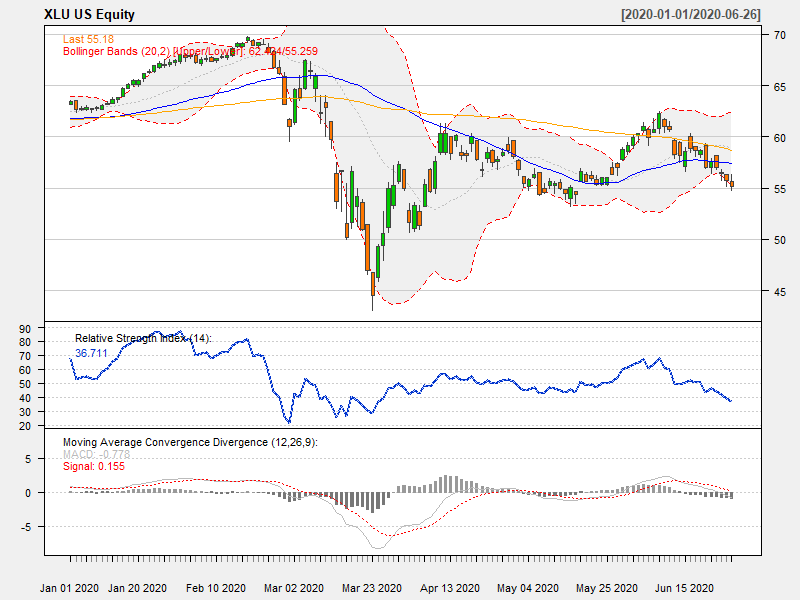 XLU US Equity [2020-01-01/2020-06-26]
Last 55.18
Bollinger Bands (20,2) [Upper/Lower]: /55.259
70
65
60
55
50
45
Relative Strength Index (14):
36.711
90
80
70
60
50
40
30
20
Moving Average Convergence Divergence (12,26,9):
MACD: -0.778
Signal: 0.155
5
0
-5
Jan 01 2020 Jan 20 2020 Feb 10 2020 Mar 02 2020 Mar 23 2020 Apr 13 2020 May 04 2020 May 25 2020 Jun 15 2020